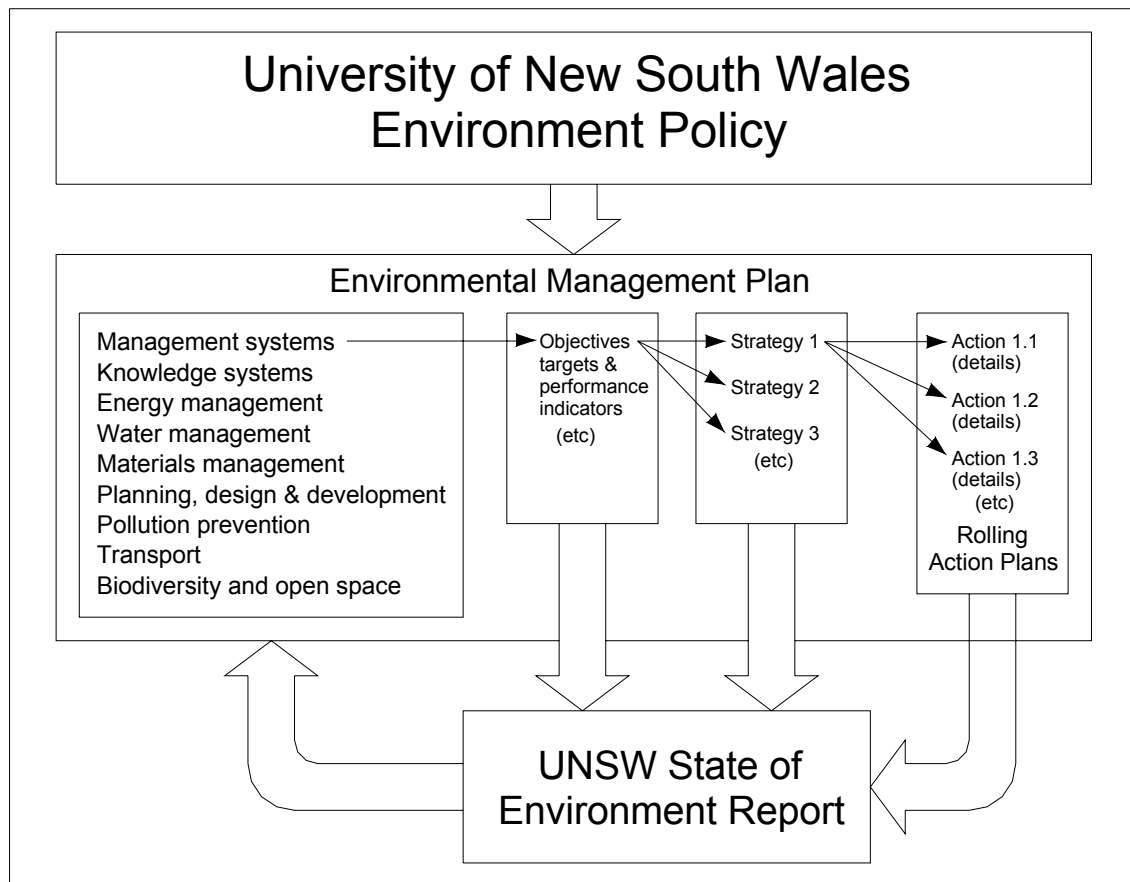 University of New South Wales
Environment Policy
Environmental Management Plan
Management systems
Knowledge systems
Energy management
Water management
Materials management
Planning, design & development
Pollution prevention
Transport
Biodiversity and open space
Objectives
targets &
performance
indicators
(etc)
Strategy 1
Strategy 2
Strategy 3
(etc)
Action 1.1
(details)
Action 1.2
(details)
Action 1.3
(details)
(etc)
Rolling
Action Plans
UNSW State of
Environment Report